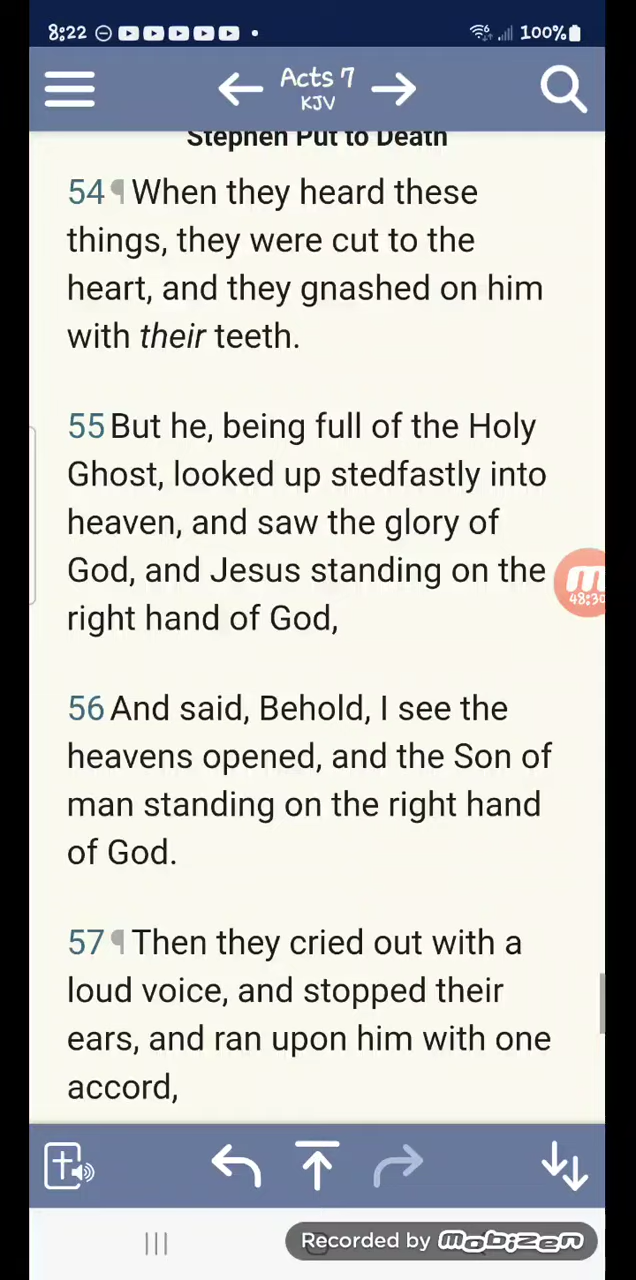 8:22 100%
Acts 7
KJV
Stephen Put to Death
54 ¶ When they heard these
things, they were cut to the
heart, and they gnashed on him
with their teeth.
55 But he, being full of the Holy
Ghost, looked up stedfastly into
heaven, and saw the glory of
God, and Jesus standing on the
right hand of God,
48:30
56 And said, Behold, I see the
heavens opened, and the Son of
man standing on the right hand
of God.
57 ¶ Then they cried out with a
loud voice, and stopped their
ears, and ran upon him with one
accord,
Recorded by mobizen